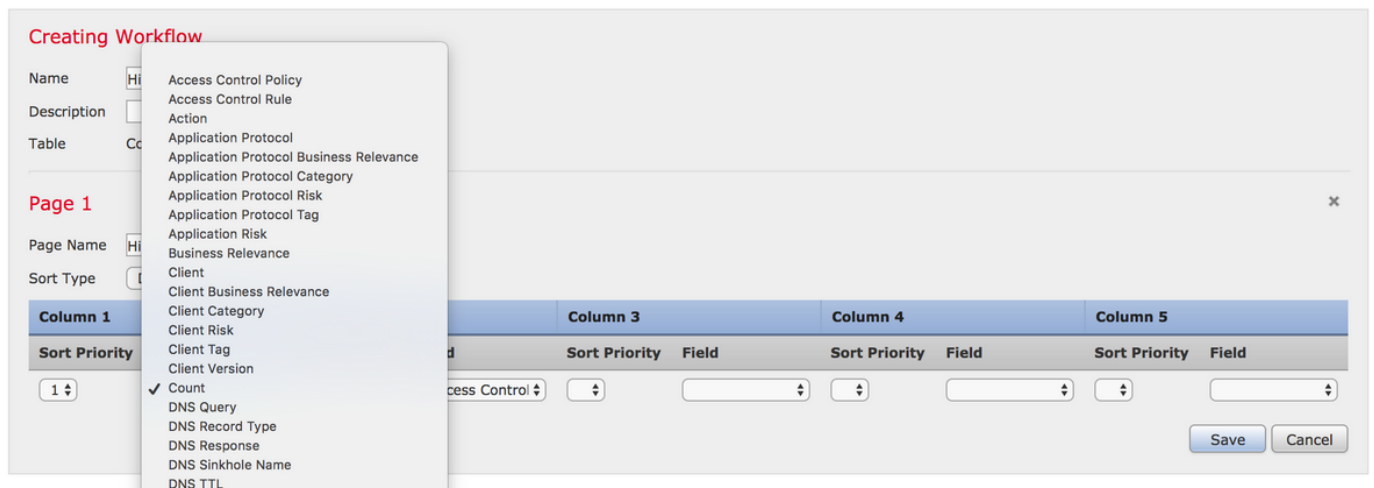 Creating Workflow
Name Hi
Description
Table Co
Access Control Policy
Access Control Rule
Action
Application Protocol
Application Protocol Business Relevance
Application Protocol Category
Application Protocol Risk
Application Protocol Tag
Application Risk
Business Relevance
Client
Client Business Relevance
Client Category
Client Risk
Client Tag
Client Version
✓ Count
DNS Query
DNS Record Type
DNS Response
DNS Sinkhole Name
DNS TTL
Page 1 ×
Page Name Hi
Sort Type
Column 1 Column 3 Column 4 Column 5
Sort Priority d Sort Priority Field Sort Priority Field Sort Priority Field
1 cess Control
Save Cancel